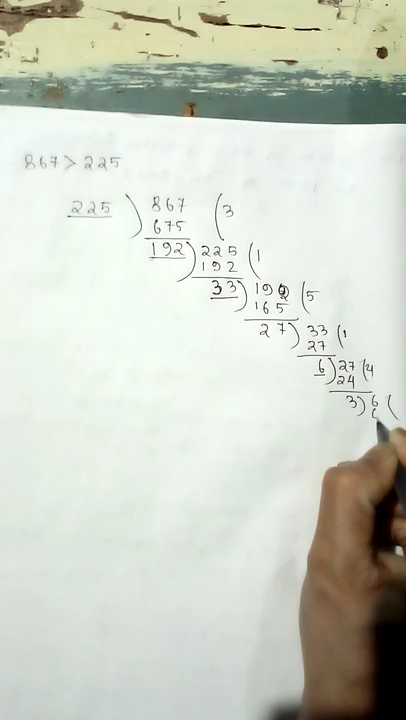 867 > 225
225 ) 867 ( 3
675
192 ) 225 ( 1
192
33 ) 192 ( 5
165
27 ) 33 ( 1
27
6 ) 27 ( 4
24
3 ) 6 (